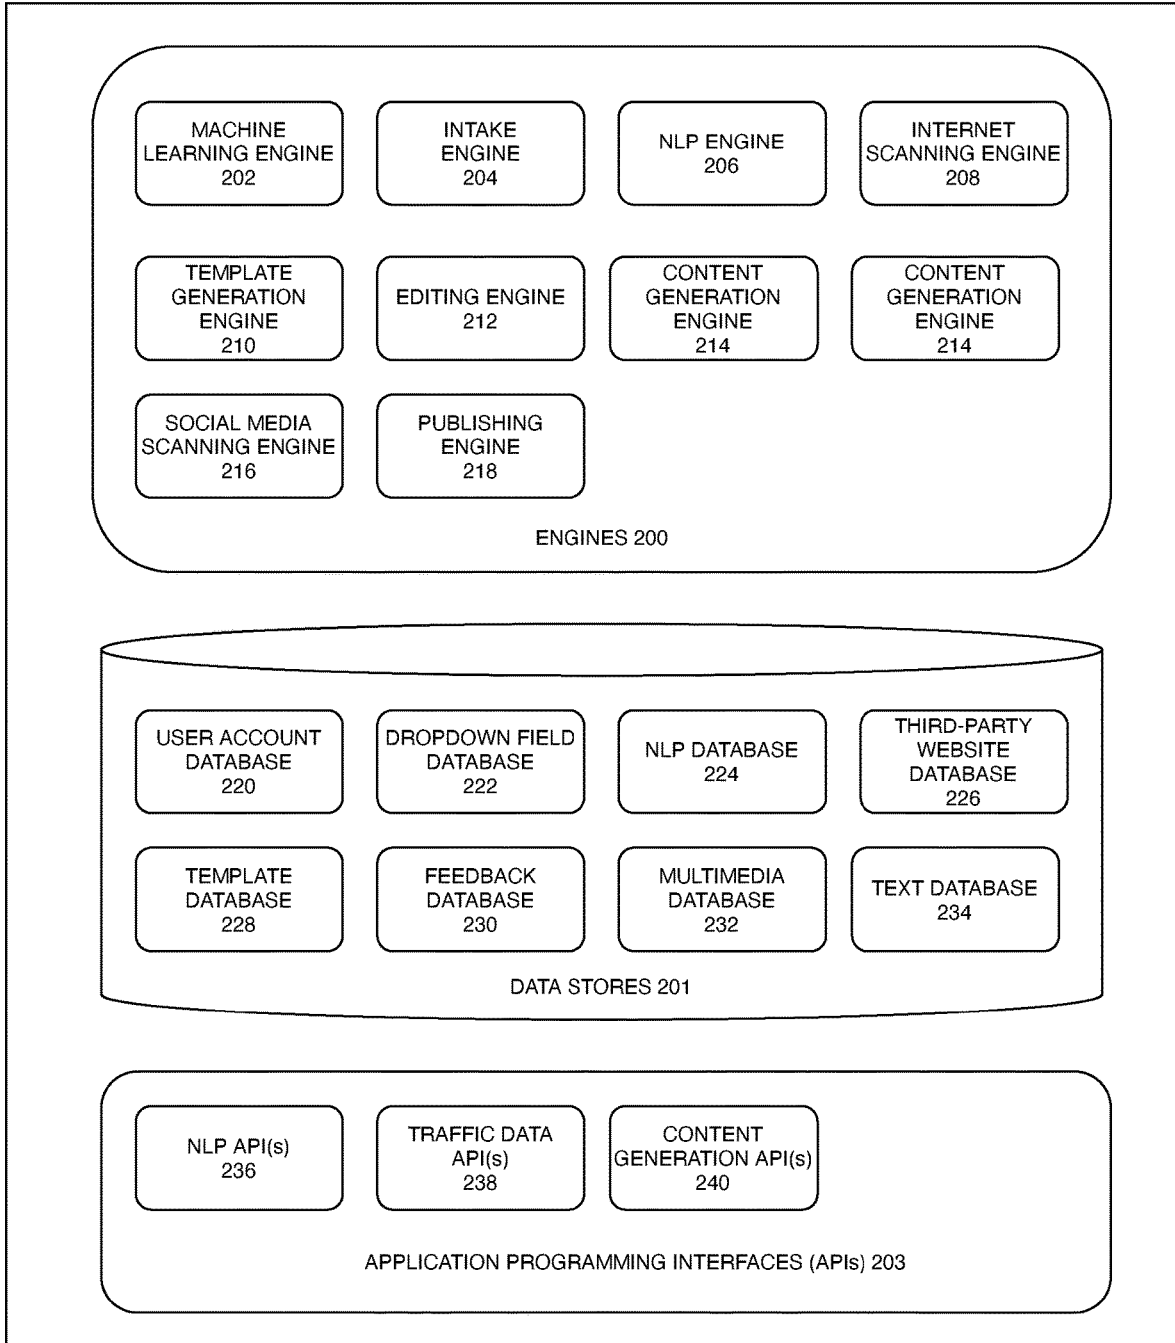 MACHINE
LEARNING ENGINE
202
INTAKE
ENGINE
204
NLP ENGINE
206
INTERNET
SCANNING ENGINE
208
TEMPLATE
GENERATION
ENGINE
210
EDITING ENGINE
212
CONTENT
GENERATION
ENGINE
214
CONTENT
GENERATION
ENGINE
214
SOCIAL MEDIA
SCANNING ENGINE
216
PUBLISHING
ENGINE
218
ENGINES 200
USER ACCOUNT
DATABASE
220
DROPDOWN FIELD
DATABASE
222
NLP DATABASE
224
THIRD-PARTY
WEBSITE
DATABASE
226
TEMPLATE
DATABASE
228
FEEDBACK
DATABASE
230
MULTIMEDIA
DATABASE
232
TEXT DATABASE
234
DATA STORES 201
NLP API(s)
236
TRAFFIC DATA
API(s)
238
CONTENT
GENERATION API(s)
240
APPLICATION PROGRAMMING INTERFACES (APIs) 203